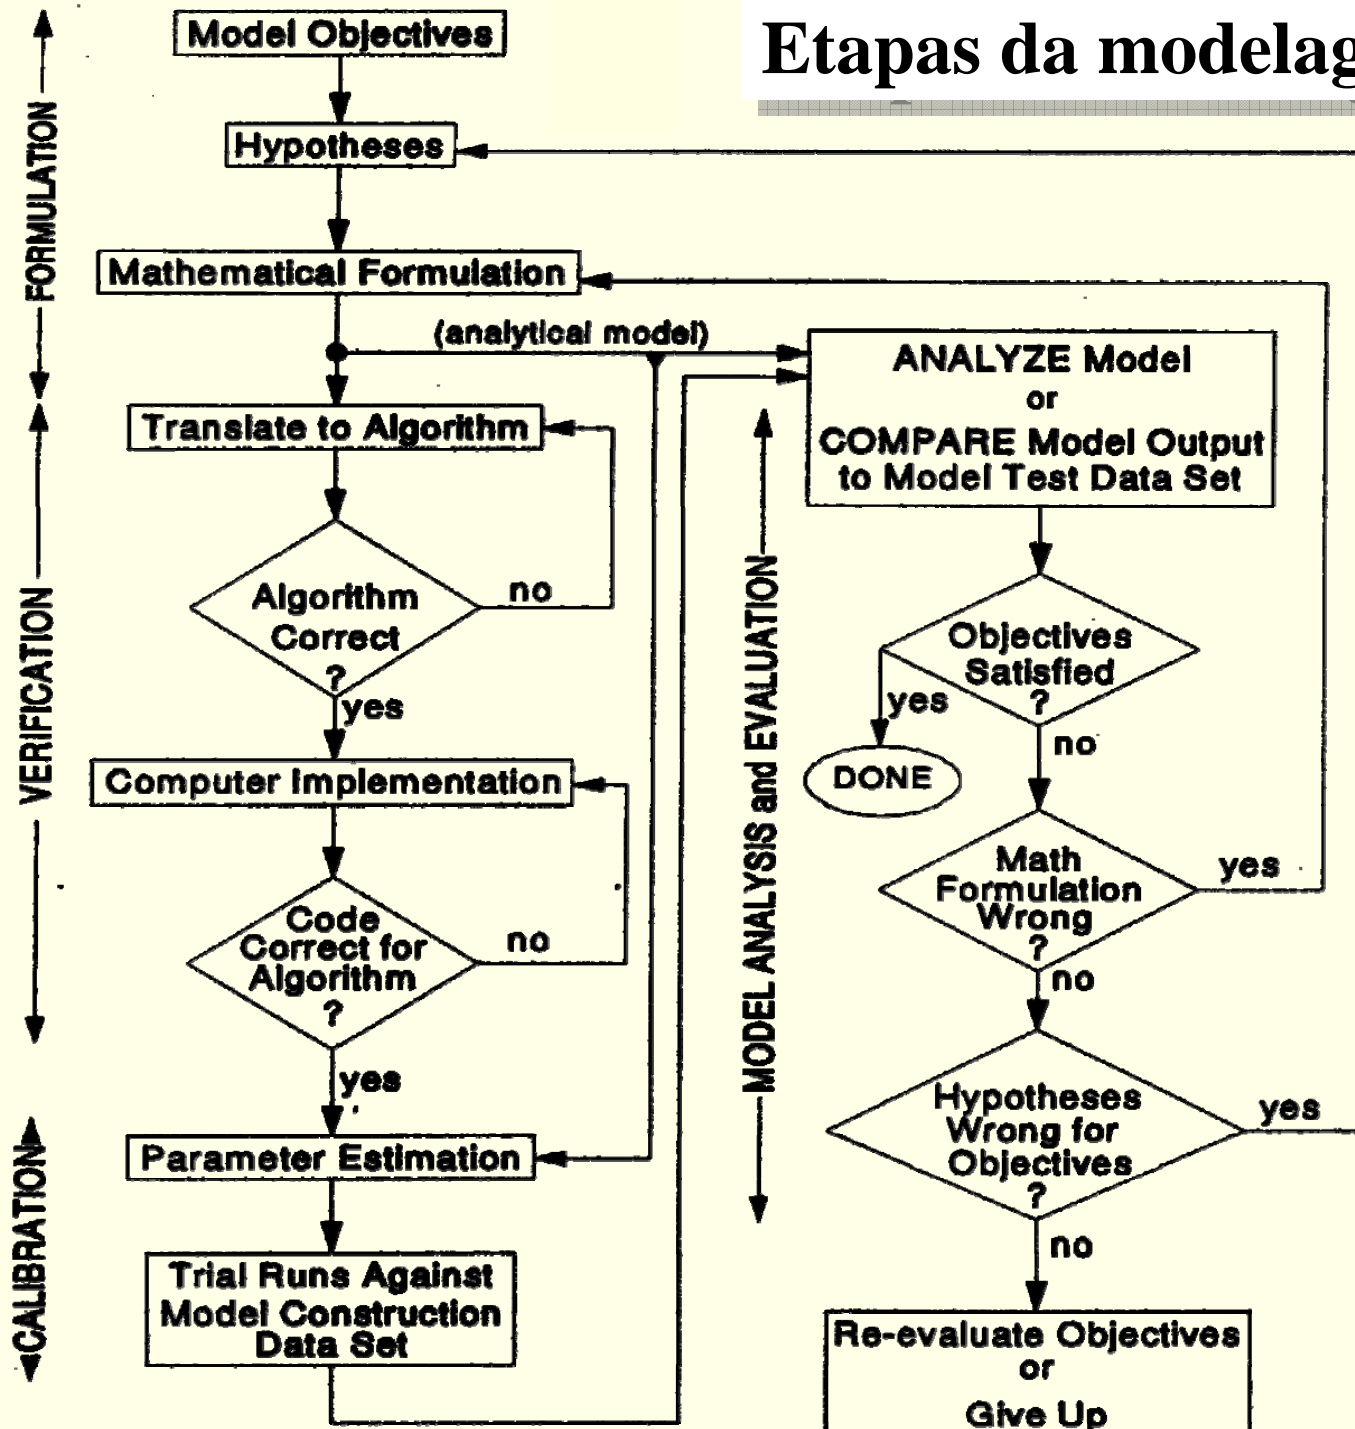 Etapas da modelag
FORMULATION
Model Objectives
Hypotheses
Mathematical Formulation
(analytical model)
VERIFICATION
Translate to Algorithm
Algorithm
Correct
?
no
yes
Computer Implementation
Code
Correct for
Algorithm
?
no
yes
CALIBRATION
Parameter Estimation
Trial Runs Against
Model Construction
Data Set
MODEL ANALYSIS and EVALUATION
ANALYZE Model
or
COMPARE Model Output
to Model Test Data Set
Objectives
Satisfied
?
yes
DONE
no
Math
Formulation
Wrong
?
yes
no
Hypotheses
Wrong for
Objectives
?
yes
no
Re-evaluate Objectives
or
Give Up